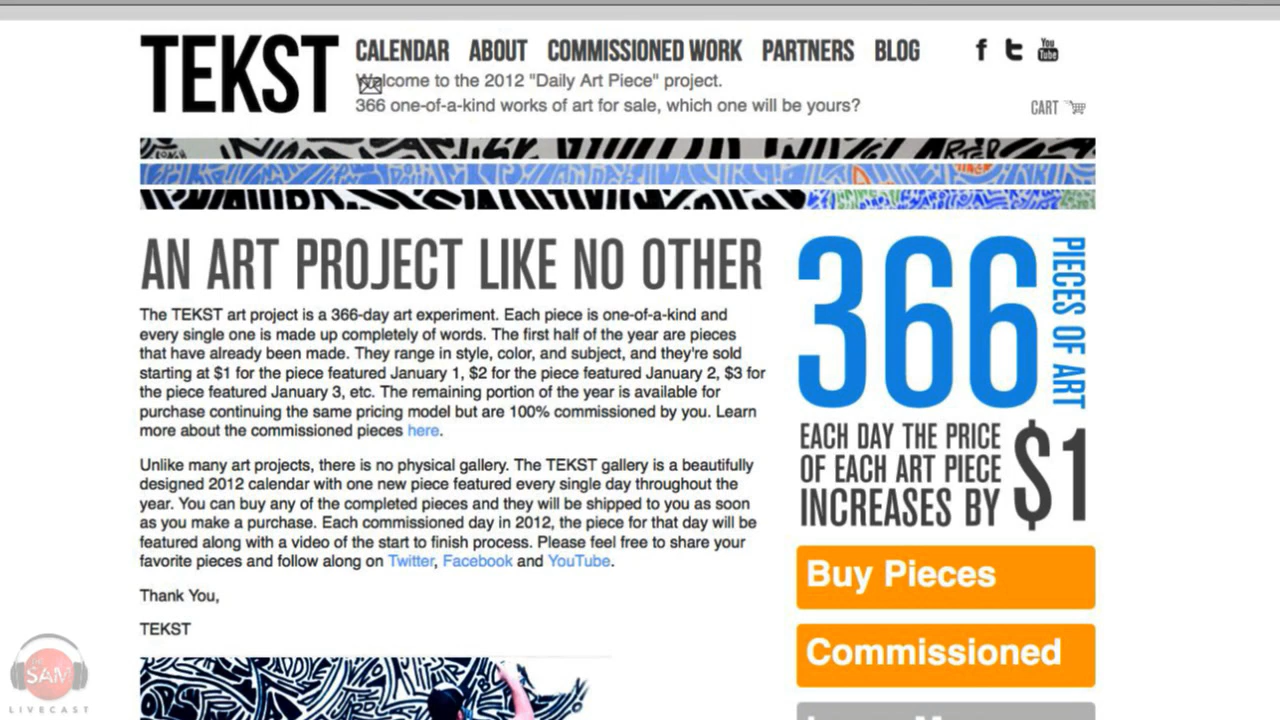 TEKST
CALENDAR ABOUT COMMISSIONED WORK PARTNERS BLOG
f t You Tube
Welcome to the 2012 "Daily Art Piece" project.
366 one-of-a-kind works of art for sale, which one will be yours?
CART
AN ART PROJECT LIKE NO OTHER
The TEKST art project is a 366-day art experiment. Each piece is one-of-a-kind and
every single one is made up completely of words. The first half of the year are pieces
that have already been made. They range in style, color, and subject, and they're sold
starting at $1 for the piece featured January 1, $2 for the piece featured January 2, $3 for
the piece featured January 3, etc. The remaining portion of the year is available for
purchase continuing the same pricing model but are 100% commissioned by you. Learn
more about the commissioned pieces here.
Unlike many art projects, there is no physical gallery. The TEKST gallery is a beautifully
designed 2012 calendar with one new piece featured every single day throughout the
year. You can buy any of the completed pieces and they will be shipped to you as soon
as you make a purchase. Each commissioned day in 2012, the piece for that day will be
featured along with a video of the start to finish process. Please feel free to share your
favorite pieces and follow along on Twitter, Facebook and YouTube.
Thank You,
TEKST
366
PIECES OF ART
EACH DAY THE PRICE
OF EACH ART PIECE
INCREASES BY
$1
Buy Pieces
Commissioned
THE
SAM
LIVECAST